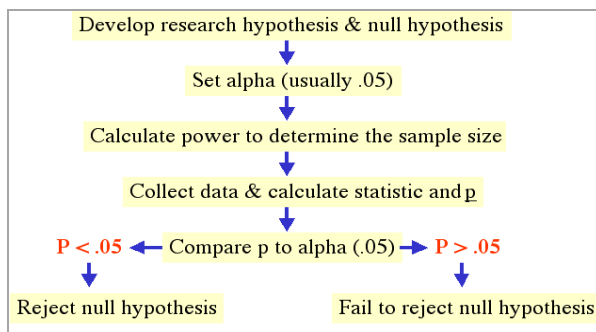 Develop research hypothesis & null hypothesis
Set alpha (usually .05)
Calculate power to determine the sample size
Collect data & calculate statistic and p
P < .05
Compare p to alpha (.05)
P > .05
Reject null hypothesis
Fail to reject null hypothesis